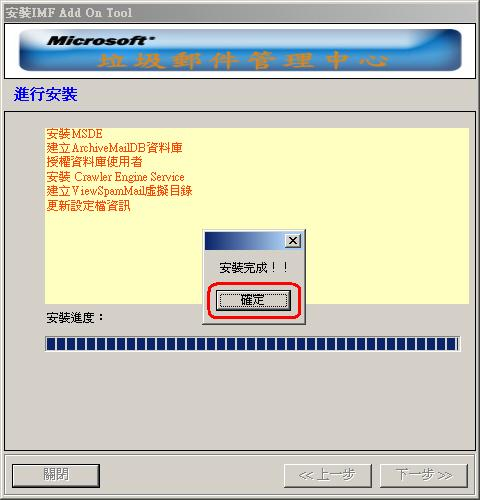 安裝IMF Add On Tool
Microsoft
垃圾郵件管理中心
進行安裝
安裝MSDE
建立ArchiveMailDB資料庫
授權資料庫使用者
安裝 Crawler Engine Service
建立ViewSpamMail虛擬目錄
更新設定檔資訊
安裝完成！！
確定
安裝進度：
關閉
<<上一步
下一步 >>